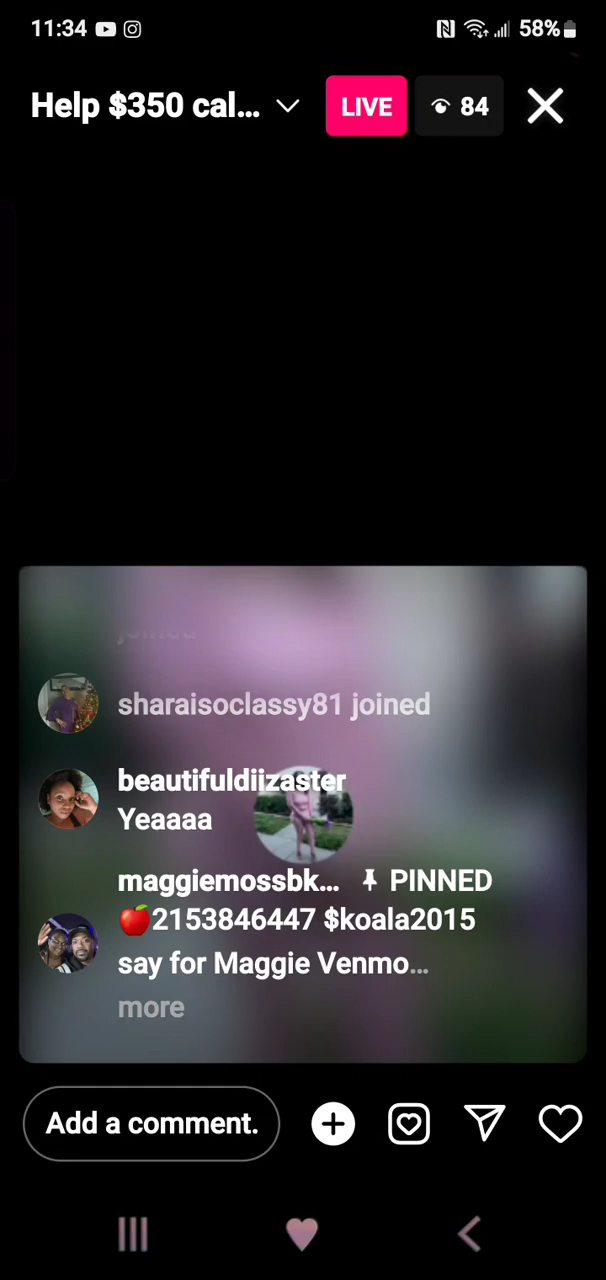 11:34 58%
Help $350 cal... LIVE 84
joined
sharaisoclassy81 joined
beautifuldiizaster
Yeaaaa
maggiemossbk... PINNED
🍎2153846447 $koala2015
say for Maggie Venmo...
more
Add a comment.